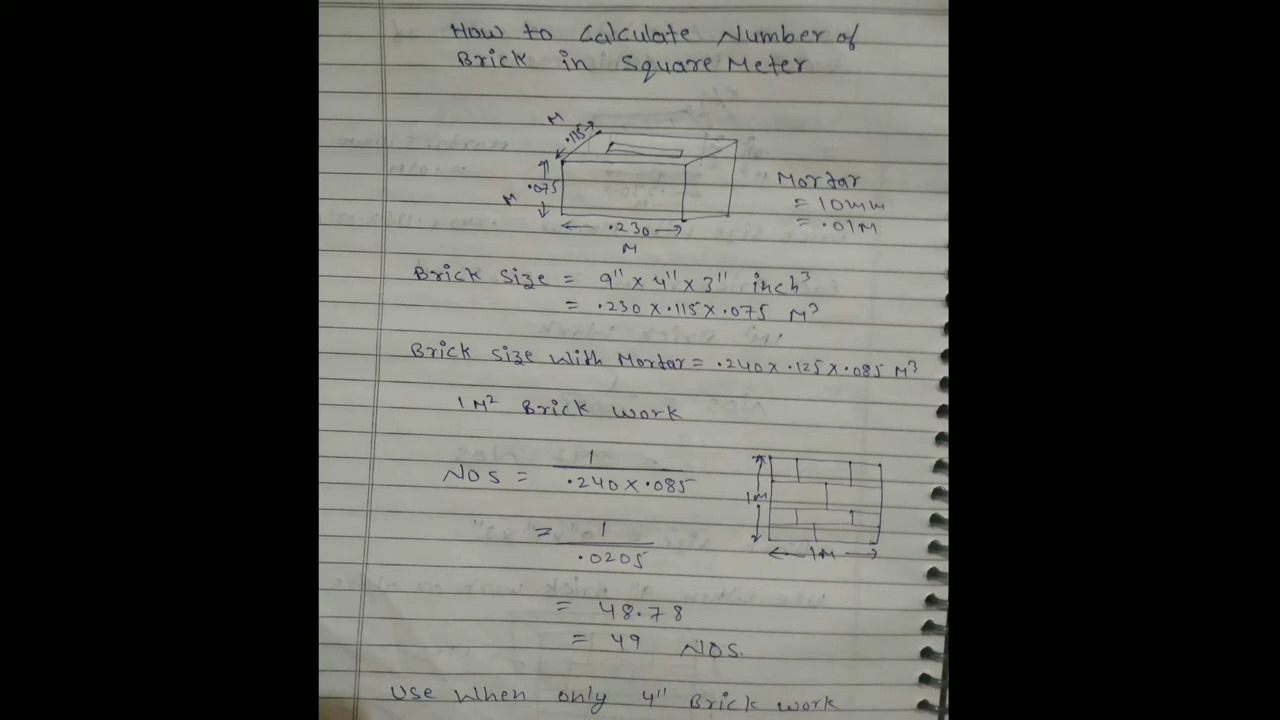 How to Calculate Number of
Brick in Square Meter
M
.115
.075
M
.230
M
Mortar
= 10mm
= .01M
Brick Size = 9" x 4" x 3" inch³
= .230 x .115 x .075 M³
Brick size with Mortar = .240 x .125 x .085 M³
1 M² Brick work
NOS = 1
.240 x .085
= 1
.0205
= 48.78
= 49 NOS.
1M
1M
Use when only 4" Brick work